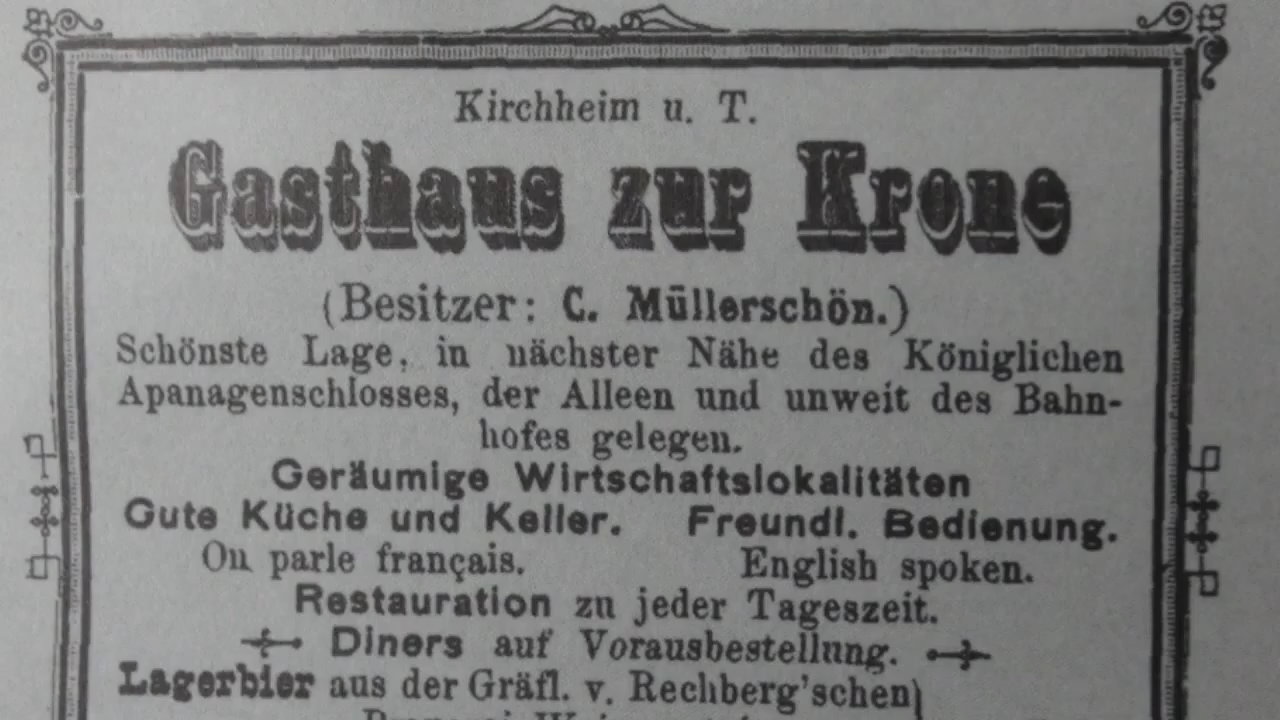 Kirchheim u. T.
Gasthaus zur Krone
(Besitzer: C. Müllerschön.)
Schönste Lage, in nächster Nähe des Königlichen
Apanagenschlosses, der Alleen und unweit des Bahn-
hofes gelegen.
Geräumige Wirtschaftslokalitäten
Gute Küche und Keller. Freundl. Bedienung.
On parle français. English spoken.
Restauration zu jeder Tageszeit.
Diners auf Vorausbestellung.
Lagerbier aus der Gräfl. v. Rechberg'schen)